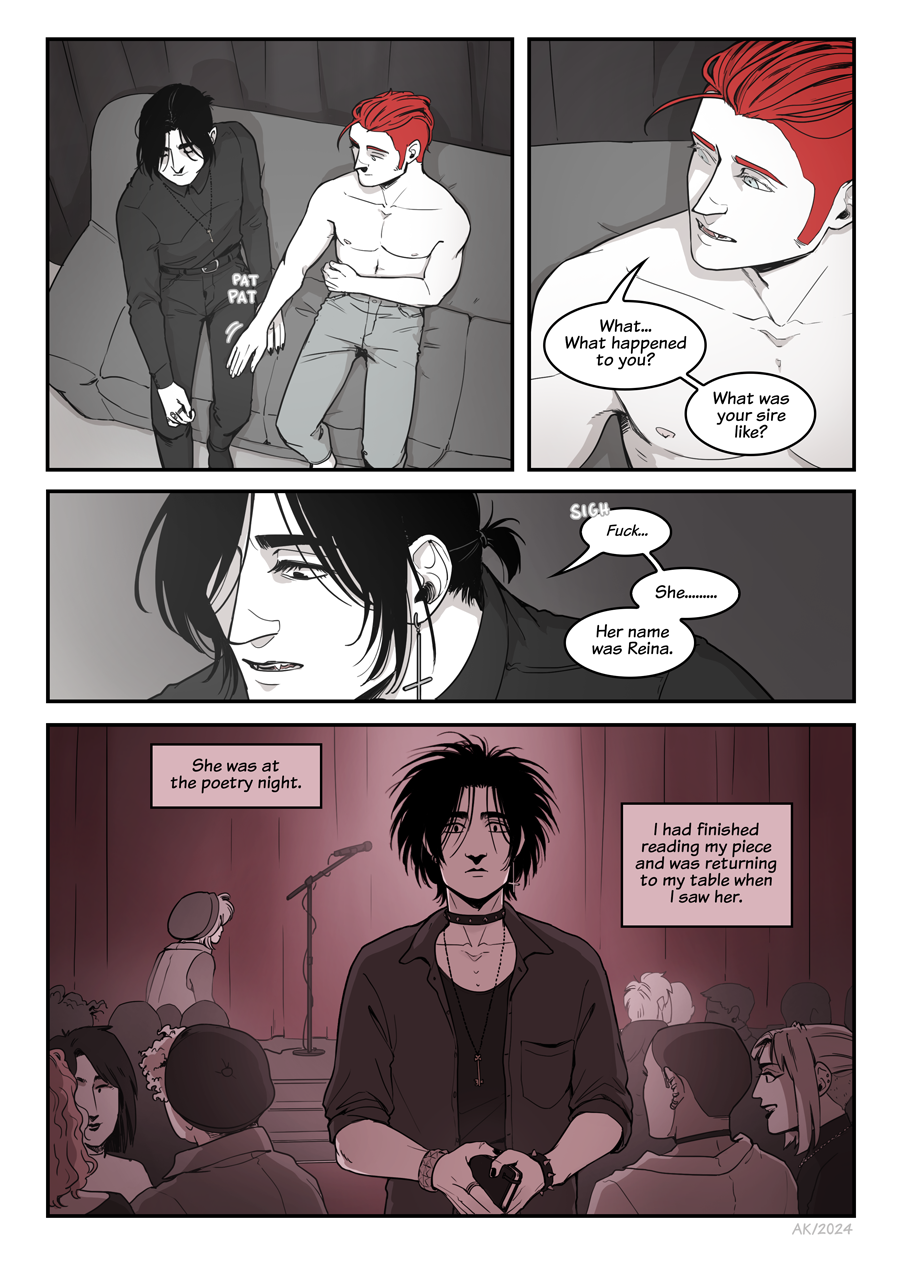 PAT
PAT
What...
What happened
to you?
What was
your sire
like?
SIGH
Fuck...
She.........
Her name
was Reina.
She was at
the poetry night.
I had finished
reading my piece
and was returning
to my table when
I saw her.
AK/2024